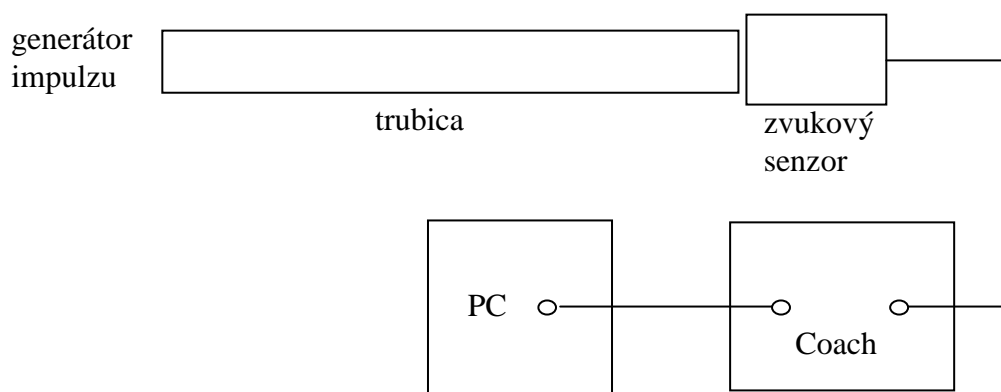 generátor
impulzu
trubica
zvukový
senzor
PC
Coach